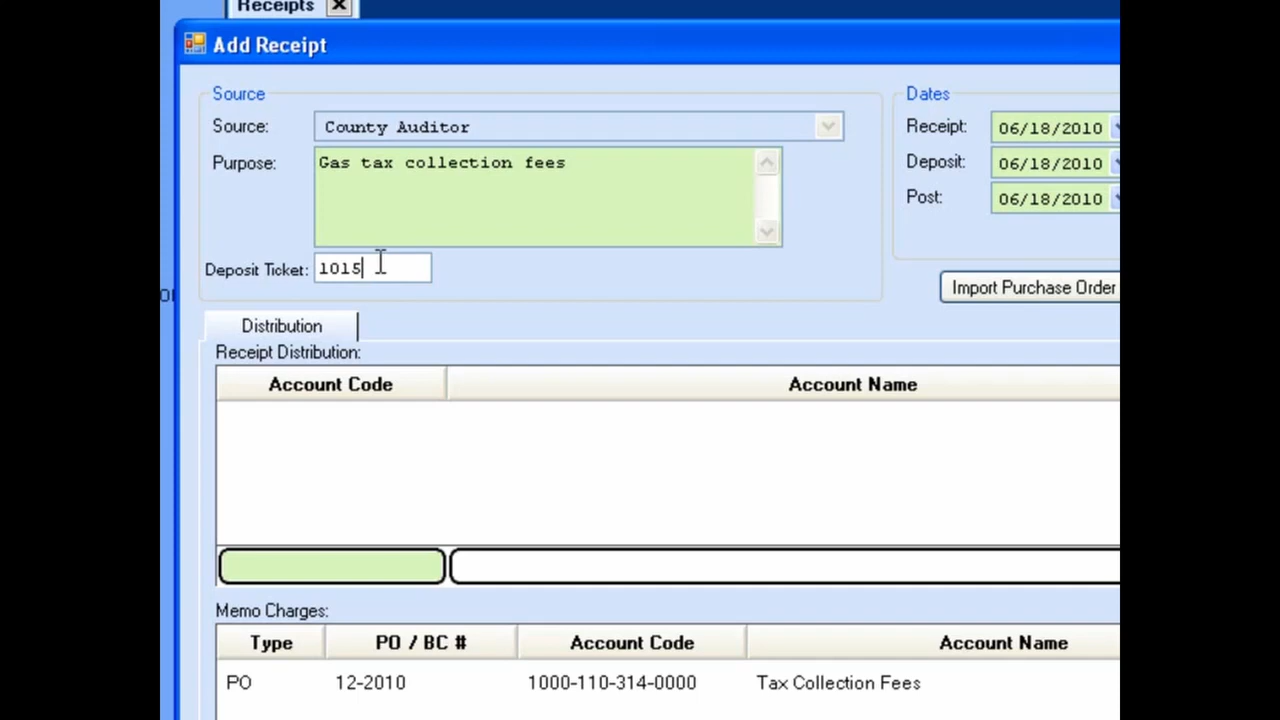 Receipts
Add Receipt
Source
Source: County Auditor
Purpose: Gas tax collection fees
Deposit Ticket: 1015
Dates
Receipt: 06/18/2010
Deposit: 06/18/2010
Post: 06/18/2010
Import Purchase Order
Distribution
Receipt Distribution:
Account Code Account Name
Memo Charges:
Type PO / BC # Account Code Account Name
PO 12-2010 1000-110-314-0000 Tax Collection Fees